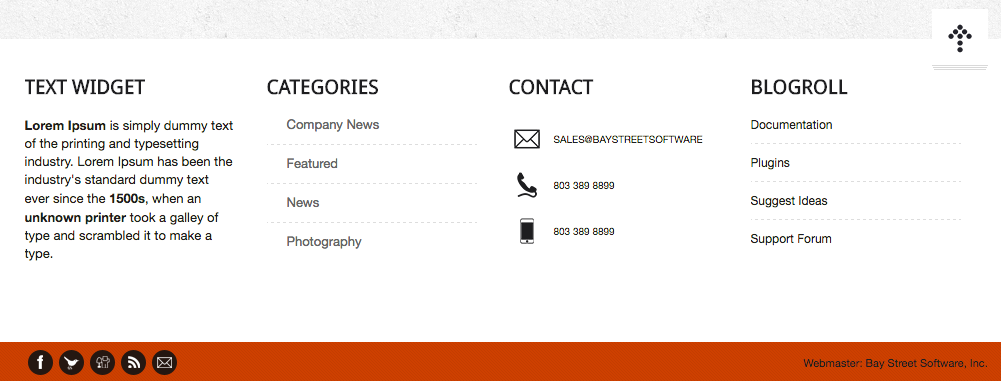 TEXT WIDGET
Lorem Ipsum is simply dummy text
of the printing and typesetting
industry. Lorem Ipsum has been the
industry's standard dummy text
ever since the 1500s, when an
unknown printer took a galley of
type and scrambled it to make a
type.
CATEGORIES
Company News
Featured
News
Photography
CONTACT
SALES@BAYSTREETSOFTWARE
803 389 8899
803 389 8899
BLOGROLL
Documentation
Plugins
Suggest Ideas
Support Forum
Webmaster: Bay Street Software, Inc.